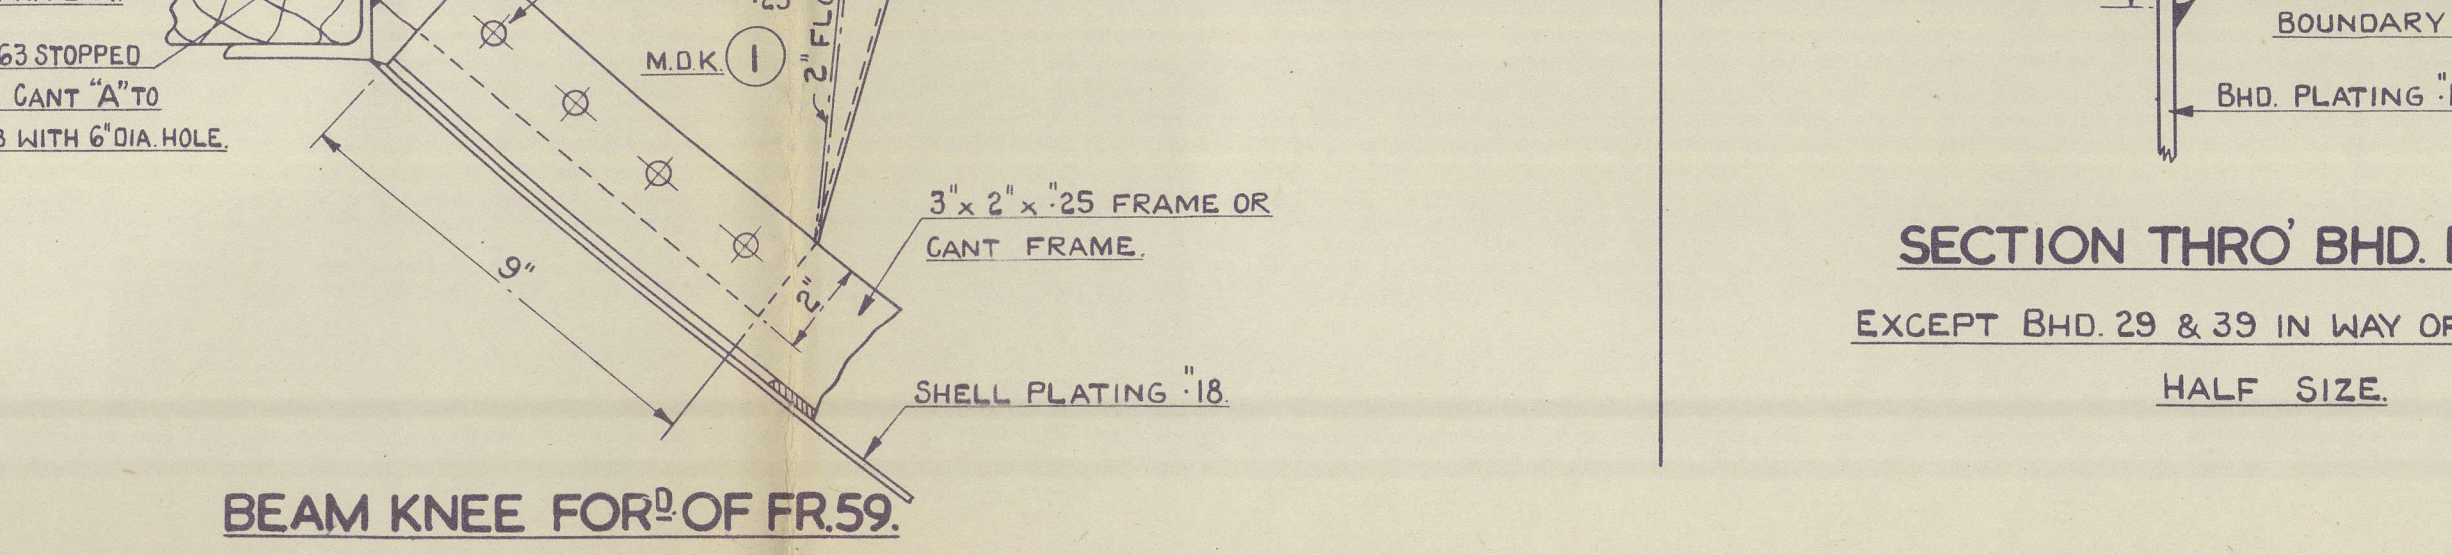 63 STOPPED
CANT "A" TO
WITH 6" DIA. HOLE.
M.D.K. 1
·25
2" FLO
9"
2"
3" x 2" x ·"25 FRAME OR
CANT FRAME.
SHELL PLATING ·"18.
BEAM KNEE FORD. OF FR.59.
BOUNDARY
BHD. PLATING
SECTION THRO' BHD.
EXCEPT BHD. 29 & 39 IN WAY OF
HALF SIZE.